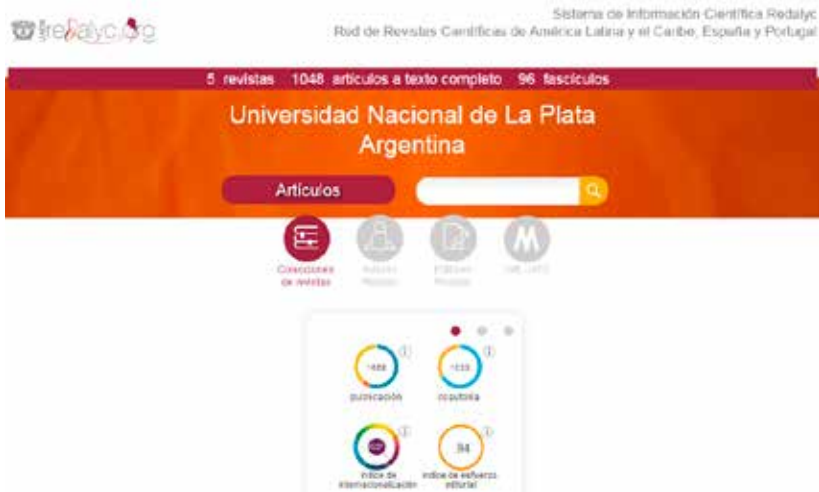 redalyc.org
Sistema de Información Científica Redalyc
Red de Revistas Científicas de América Latina y el Caribe, España y Portugal
5 revistas 1048 artículos a texto completo 96 fascículos
Universidad Nacional de La Plata
Argentina
Artículos
Colecciones
de revistas
M
publicación
coautoría
.94
índice de
internacionalización
índice de esfuerzo
editorial